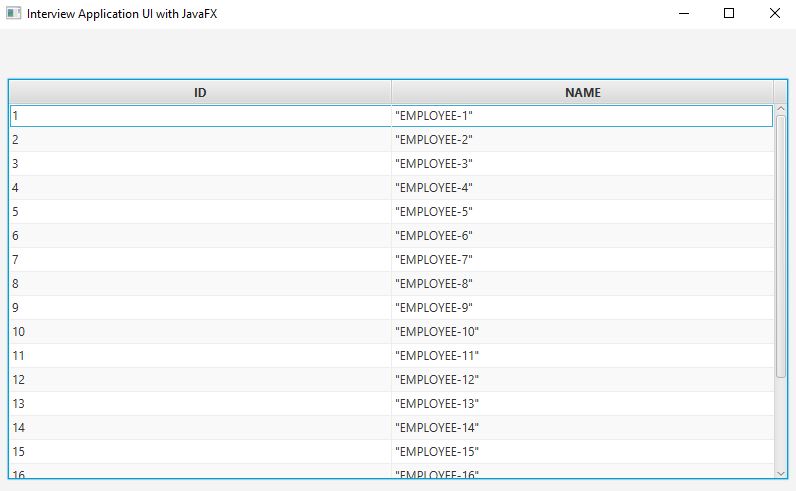 Interview Application UI with JavaFX
ID NAME
1 "EMPLOYEE-1"
2 "EMPLOYEE-2"
3 "EMPLOYEE-3"
4 "EMPLOYEE-4"
5 "EMPLOYEE-5"
6 "EMPLOYEE-6"
7 "EMPLOYEE-7"
8 "EMPLOYEE-8"
9 "EMPLOYEE-9"
10 "EMPLOYEE-10"
11 "EMPLOYEE-11"
12 "EMPLOYEE-12"
13 "EMPLOYEE-13"
14 "EMPLOYEE-14"
15 "EMPLOYEE-15"
16 "EMPLOYEE-16"